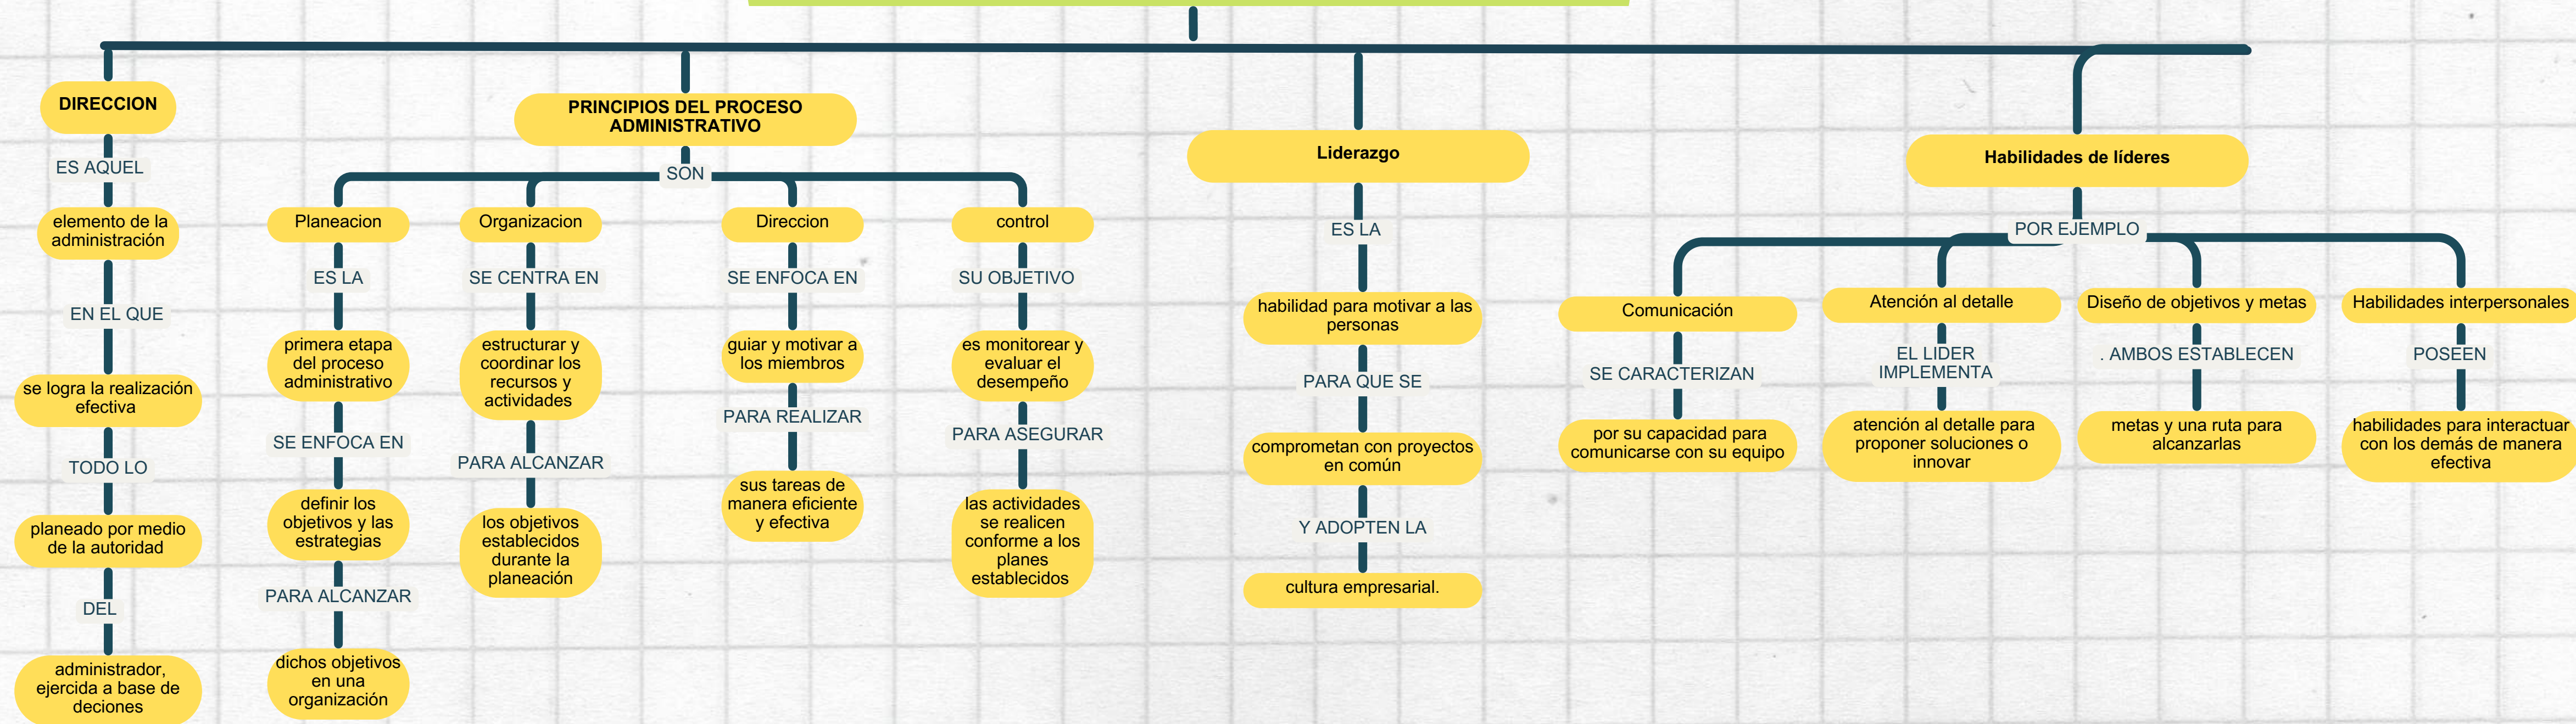 DIRECCION
ES AQUEL
elemento de la
administración
EN EL QUE
se logra la realización
efectiva
TODO LO
planeado por medio
de la autoridad
DEL
administrador,
ejercida a base de
deciones
PRINCIPIOS DEL PROCESO
ADMINISTRATIVO
SON
Planeacion
ES LA
primera etapa
del proceso
administrativo
SE ENFOCA EN
definir los
objetivos y las
estrategias
PARA ALCANZAR
dichos objetivos
en una
organización
Organizacion
SE CENTRA EN
estructurar y
coordinar los
recursos y
actividades
PARA ALCANZAR
los objetivos
establecidos
durante la
planeación
Direccion
SE ENFOCA EN
guiar y motivar a
los miembros
PARA REALIZAR
sus tareas de
manera eficiente
y efectiva
control
SU OBJETIVO
es monitorear y
evaluar el
desempeño
PARA ASEGURAR
las actividades
se realicen
conforme a los
planes
establecidos
Liderazgo
ES LA
habilidad para motivar a las
personas
PARA QUE SE
comprometan con proyectos
en común
Y ADOPTEN LA
cultura empresarial.
Habilidades de líderes
POR EJEMPLO
Comunicación
SE CARACTERIZAN
por su capacidad para
comunicarse con su equipo
Atención al detalle
EL LIDER
IMPLEMENTA
atención al detalle para
proponer soluciones o
innovar
Diseño de objetivos y metas
. AMBOS ESTABLECEN
metas y una ruta para
alcanzarlas
Habilidades interpersonales
POSEEN
habilidades para interactuar
con los demás de manera
efectiva